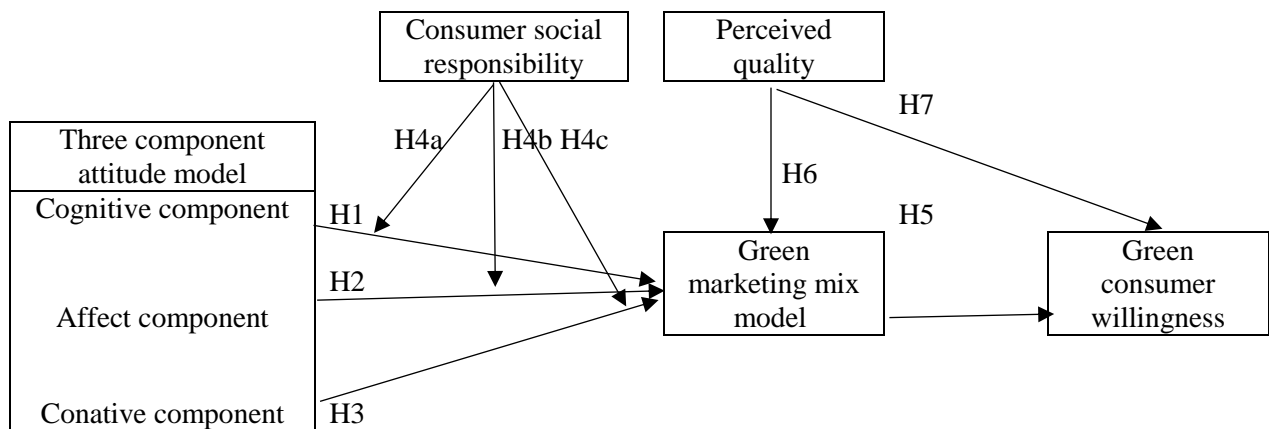 Consumer social
responsibility
Perceived
quality
H7
H4a
H4b H4c
Three component
attitude model
H6
Cognitive component
H1
H5
Green
marketing mix
model
Green
consumer
willingness
H2
Affect component
Conative component
H3